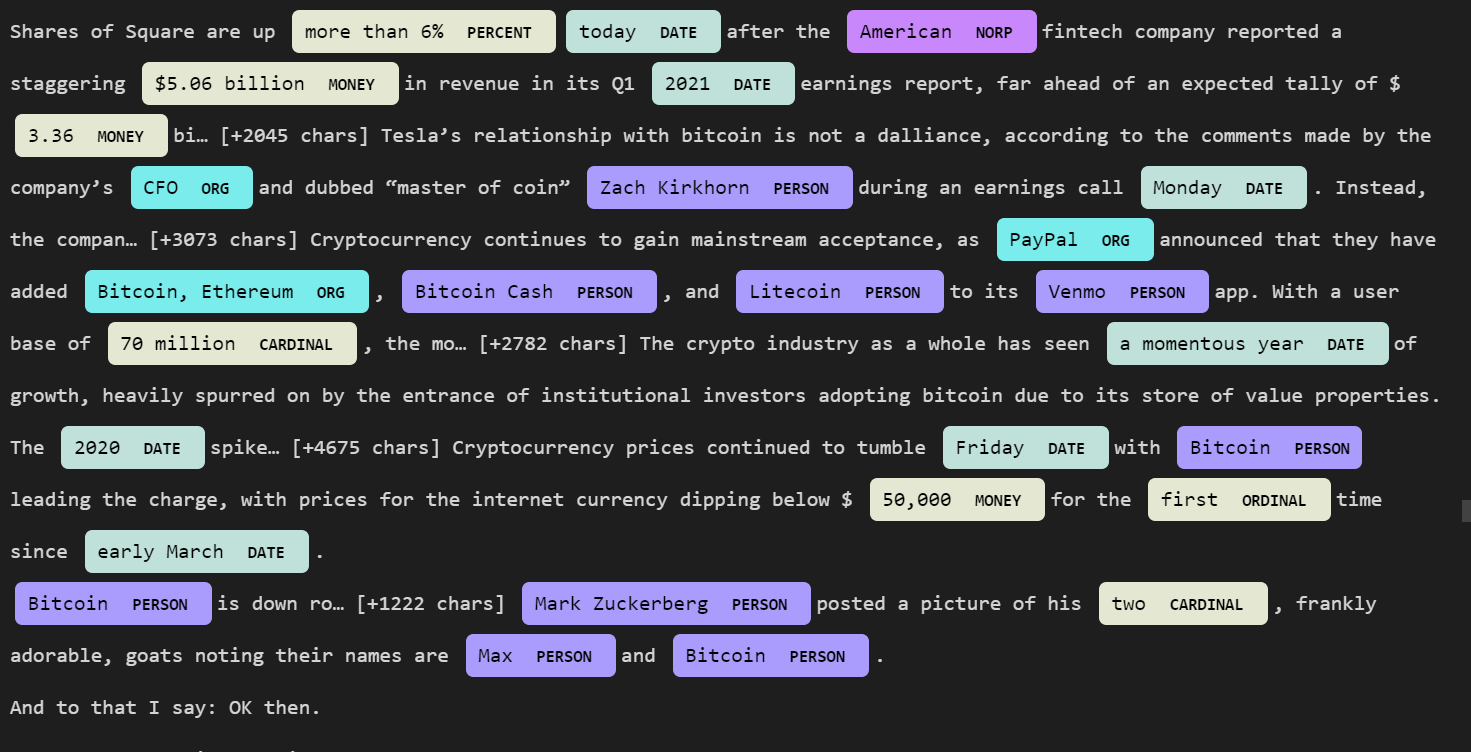 Shares of Square are up more than 6% PERCENT today DATE after the American NORP fintech company reported a
staggering $5.06 billion MONEY in revenue in its Q1 2021 DATE earnings report, far ahead of an expected tally of $
3.36 MONEY bi… [+2045 chars] Tesla’s relationship with bitcoin is not a dalliance, according to the comments made by the
company’s CFO ORG and dubbed “master of coin” Zach Kirkhorn PERSON during an earnings call Monday DATE . Instead,
the compan… [+3073 chars] Cryptocurrency continues to gain mainstream acceptance, as PayPal ORG announced that they have
added Bitcoin, Ethereum ORG , Bitcoin Cash PERSON , and Litecoin PERSON to its Venmo PERSON app. With a user
base of 70 million CARDINAL , the mo… [+2782 chars] The crypto industry as a whole has seen a momentous year DATE of
growth, heavily spurred on by the entrance of institutional investors adopting bitcoin due to its store of value properties.
The 2020 DATE spike… [+4675 chars] Cryptocurrency prices continued to tumble Friday DATE with Bitcoin PERSON
leading the charge, with prices for the internet currency dipping below $ 50,000 MONEY for the first ORDINAL time
since early March DATE .
Bitcoin PERSON is down ro… [+1222 chars] Mark Zuckerberg PERSON posted a picture of his two CARDINAL , frankly
adorable, goats noting their names are Max PERSON and Bitcoin PERSON .
And to that I say: OK then.